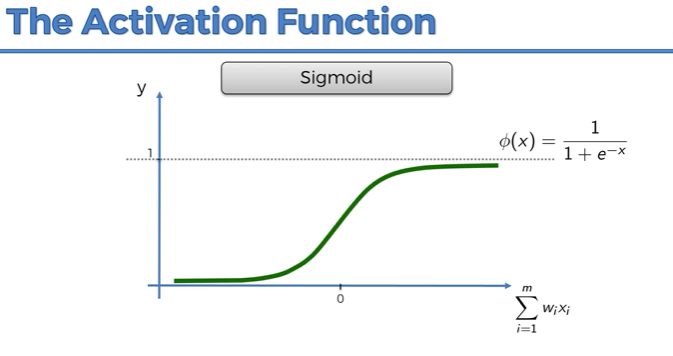 The Activation Function
Sigmoid
y
ϕ(x) = 1 / (1 + e^{-x})
1
0
∑_{i=1}^{m} w_i x_i